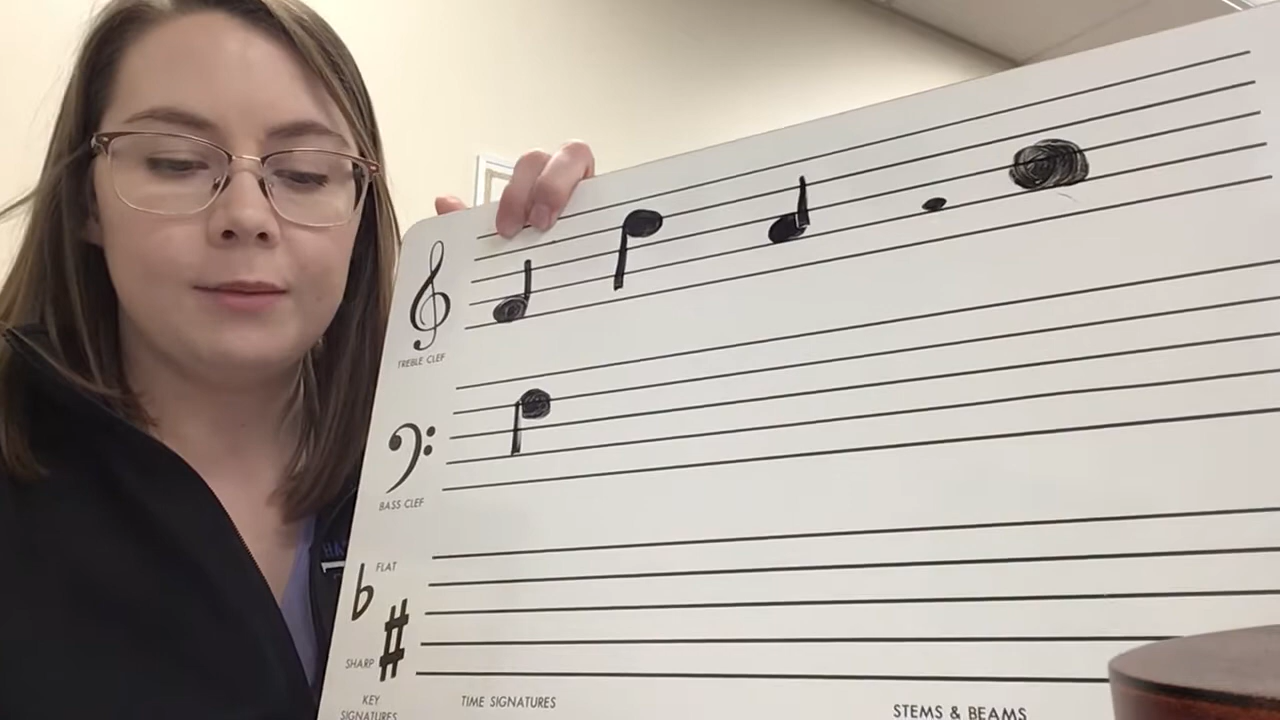 TREBLE CLEF
BASS CLEF
FLAT
SHARP
KEY
SIGNATURES
TIME SIGNATURES
STEMS & BEAMS